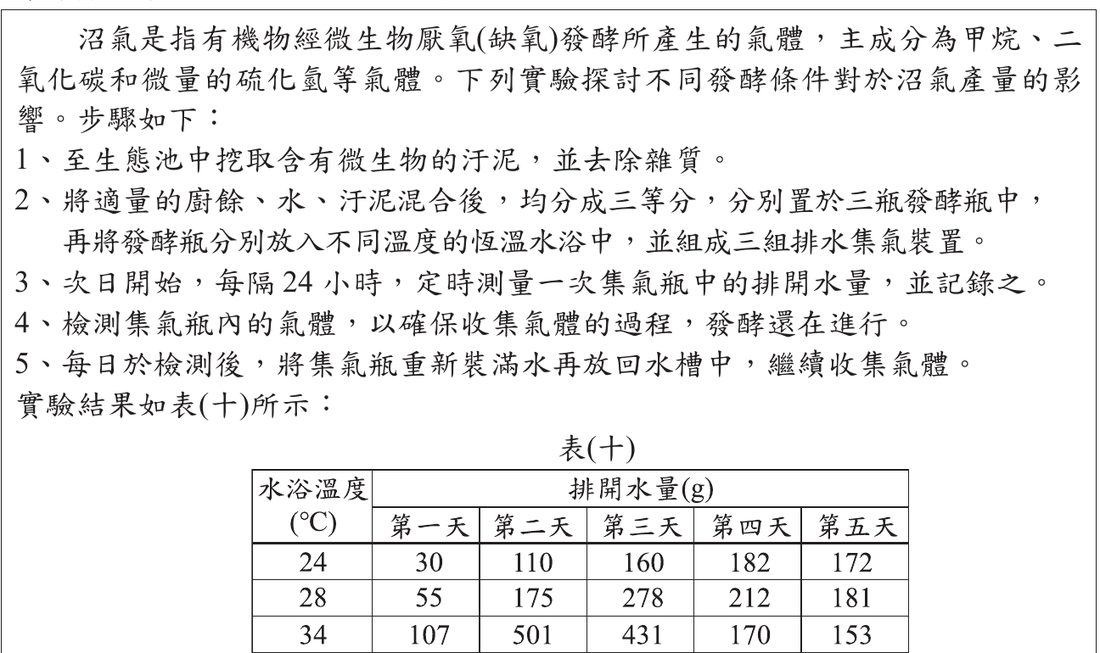 沼氣是指有機物經微生物厭氧(缺氧)發酵所產生的氣體，主成分為甲烷、二
氧化碳和微量的硫化氫等氣體。下列實驗探討不同發酵條件對於沼氣產量的影
響。步驟如下：
1、至生態池中挖取含有微生物的汙泥，並去除雜質。
2、將適量的廚餘、水、汙泥混合後，均分成三等分，分別置於三瓶發酵瓶中，
再將發酵瓶分別放入不同溫度的恆溫水浴中，並組成三組排水集氣裝置。
3、次日開始，每隔 24 小時，定時測量一次集氣瓶中的排開水量，並記錄之。
4、檢測集氣瓶內的氣體，以確保收集氣體的過程，發酵還在進行。
5、每日於檢測後，將集氣瓶重新裝滿水再放回水槽中，繼續收集氣體。
實驗結果如表(十)所示：
表(十)
水浴溫度 排開水量(g)
(℃) 第一天 第二天 第三天 第四天 第五天
24 30 110 160 182 172
28 55 175 278 212 181
34 107 501 431 170 153